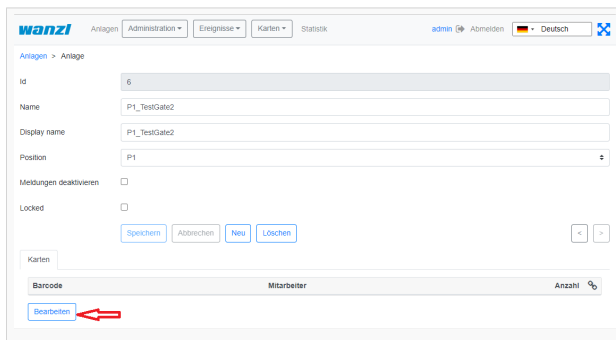 wanzl Anlagen Administration Ereignisse Karten Statistik admin Abmelden Deutsch
Anlagen > Anlage
Id 6
Name P1_TestGate2
Display name P1_TestGate2
Position P1
Meldungen deaktivieren
Locked
Speichern Abbrechen Neu Löschen < >
Karten
Barcode Mitarbeiter Anzahl
Bearbeiten